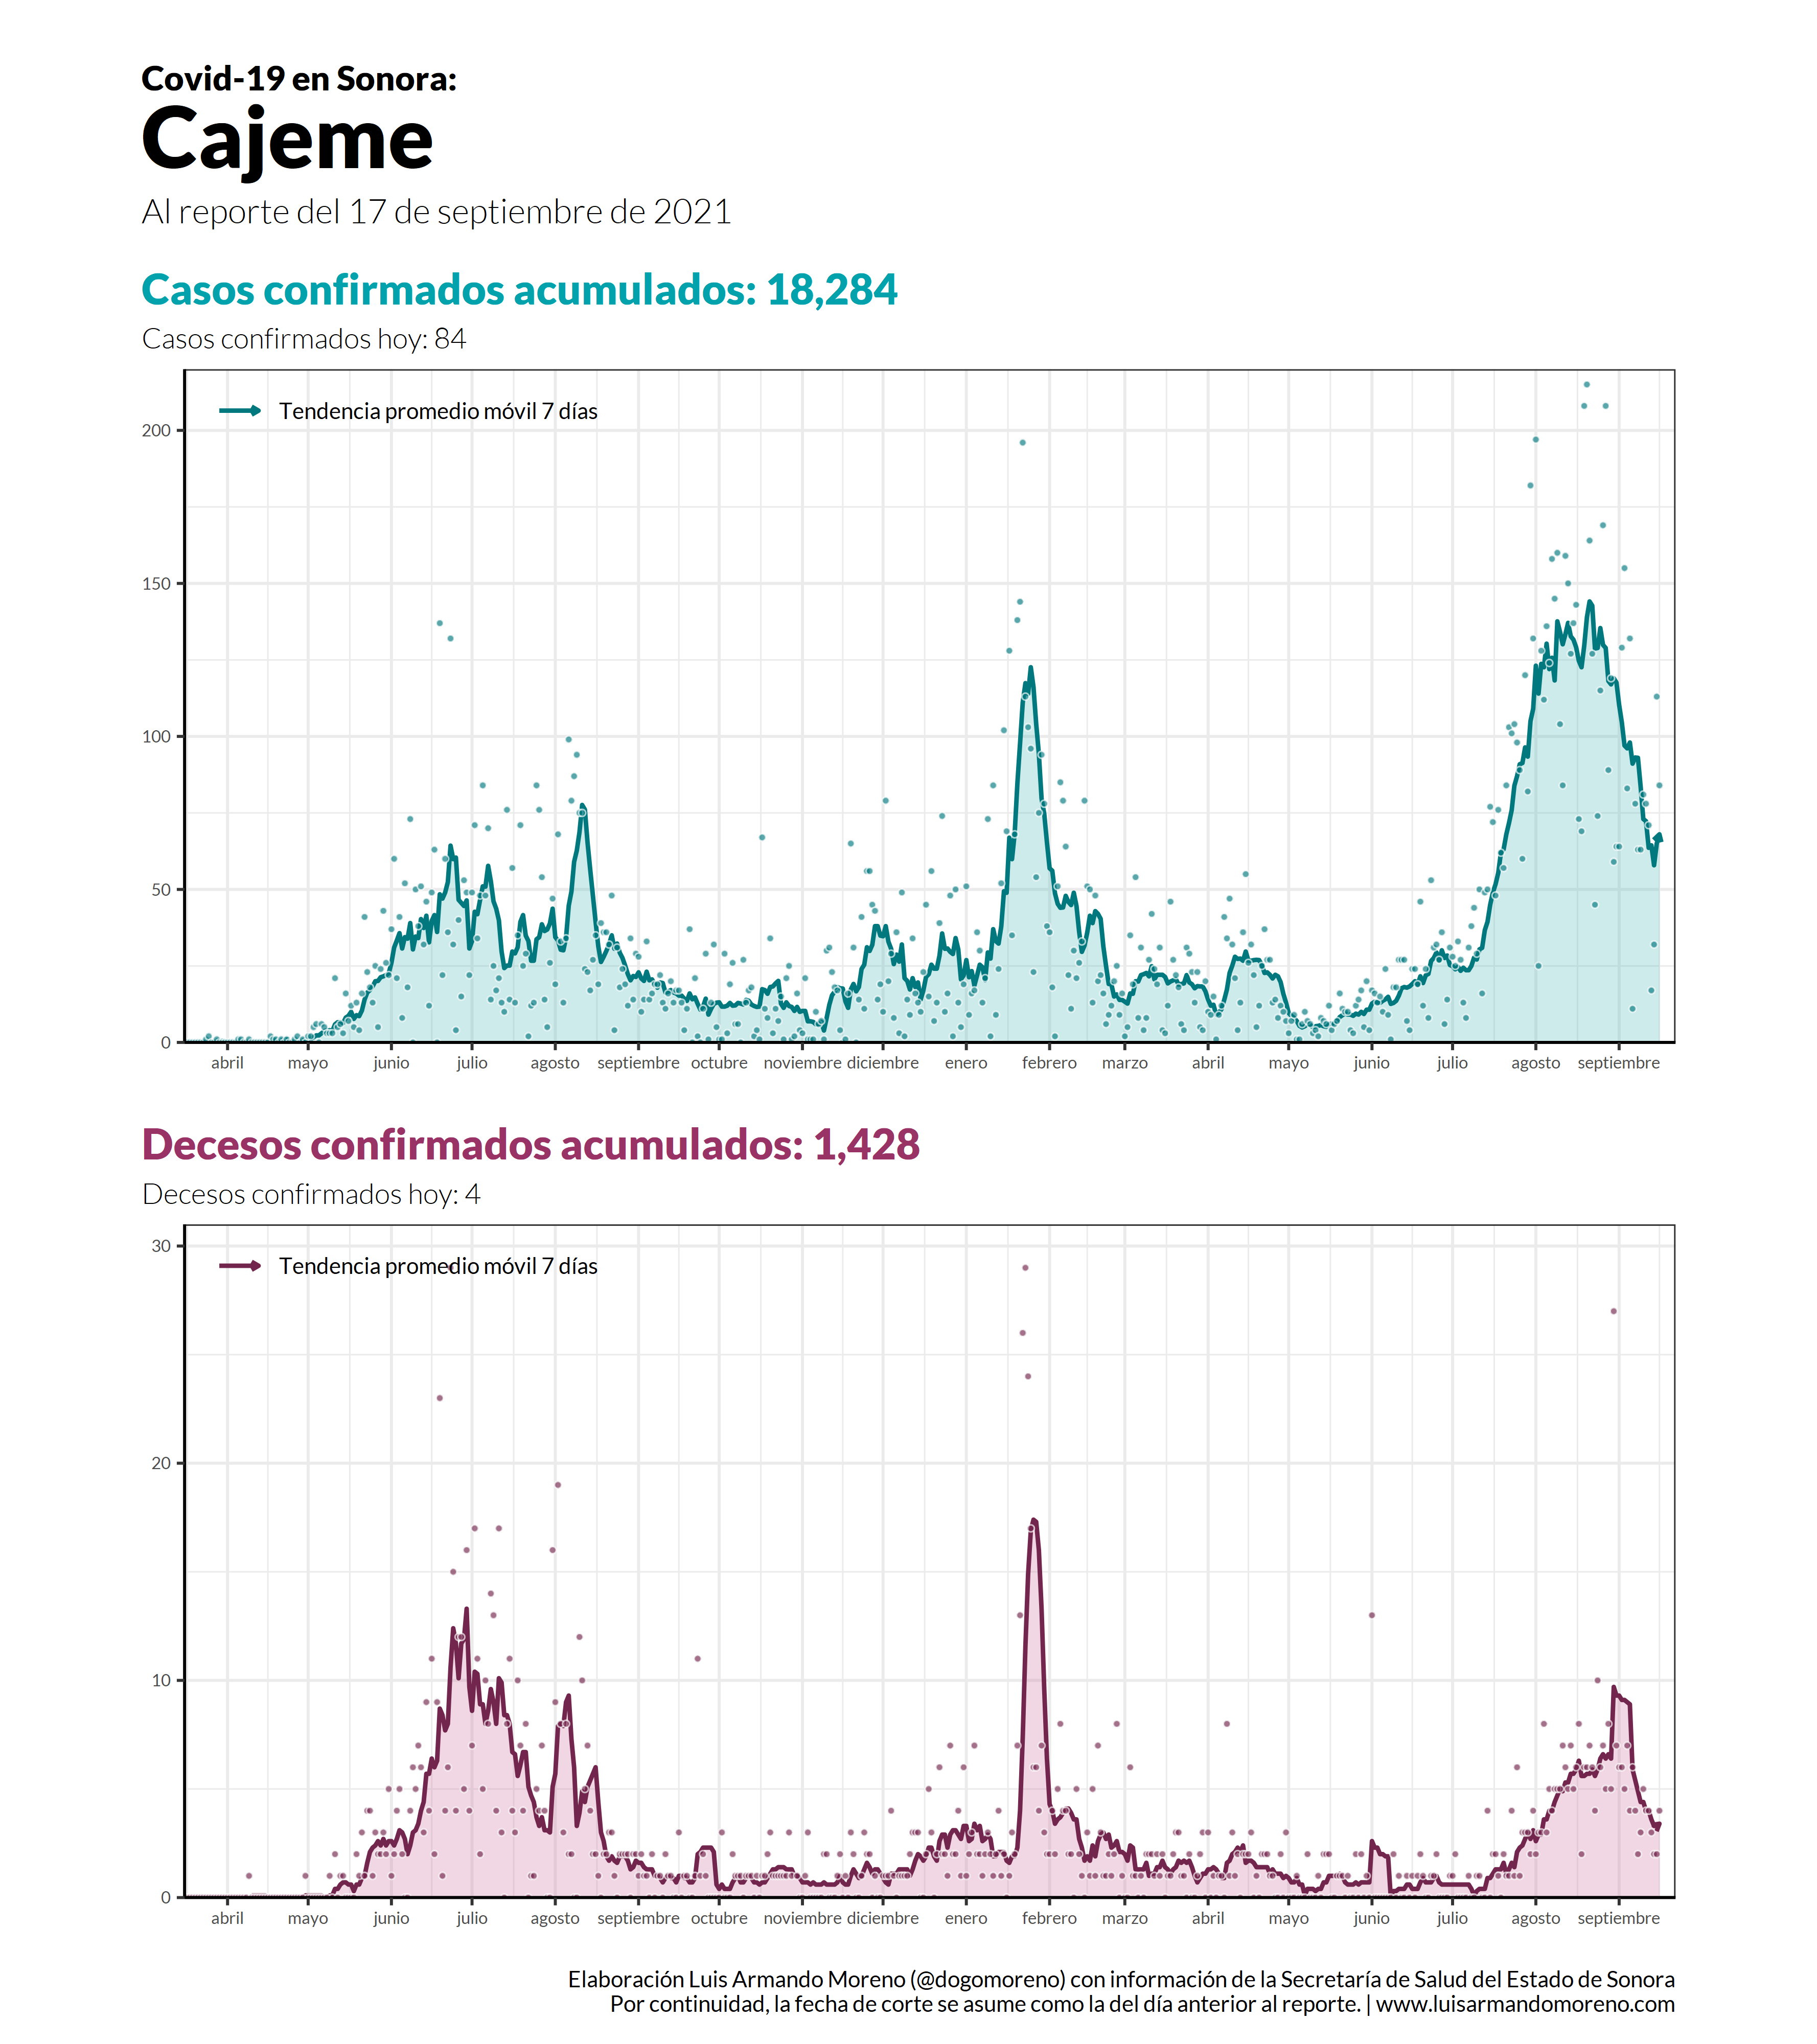 Covid-19 en Sonora:
Cajeme
Al reporte del 17 de septiembre de 2021
Casos confirmados acumulados: 18,284
Casos confirmados hoy: 84
Tendencia promedio móvil 7 días
200
150
100
50
0
abril mayo junio julio agosto septiembre octubre noviembre diciembre enero febrero marzo abril mayo junio julio agosto septiembre
Decesos confirmados acumulados: 1,428
Decesos confirmados hoy: 4
Tendencia promedio móvil 7 días
30
20
10
0
abril mayo junio julio agosto septiembre octubre noviembre diciembre enero febrero marzo abril mayo junio julio agosto septiembre
Elaboración Luis Armando Moreno (@dogomoreno) con información de la Secretaría de Salud del Estado de Sonora
Por continuidad, la fecha de corte se asume como la del día anterior al reporte. | www.luisarmandomoreno.com